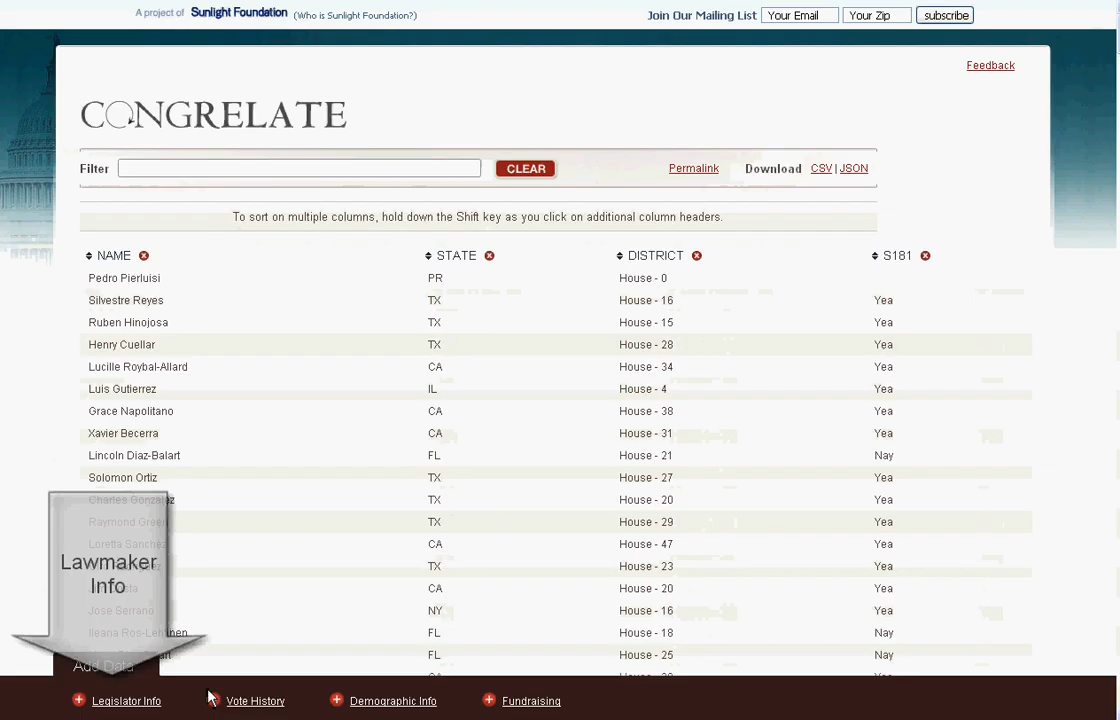 A project of Sunlight Foundation (Who is Sunlight Foundation?) Join Our Mailing List Your Email Your Zip subscribe
Feedback
CONGRELATE
Filter CLEAR Permalink Download CSV | JSON
To sort on multiple columns, hold down the Shift key as you click on additional column headers.
NAME STATE DISTRICT S181
Pedro Pierluisi PR House - 0
Silvestre Reyes TX House - 16 Yea
Ruben Hinojosa TX House - 15 Yea
Henry Cuellar TX House - 28 Yea
Lucille Roybal-Allard CA House - 34 Yea
Luis Gutierrez IL House - 4 Yea
Grace Napolitano CA House - 38 Yea
Xavier Becerra CA House - 31 Yea
Lincoln Diaz-Balart FL House - 21 Nay
Solomon Ortiz TX House - 27 Yea
Charles Gonzalez TX House - 20 Yea
Raymond Green TX House - 29 Yea
Loretta Sanchez CA House - 47 Yea
TX House - 23 Yea
CA House - 20 Yea
Jose Serrano NY House - 16 Yea
Ileana Ros-Lehtinen FL House - 18 Nay
FL House - 25 Nay
Lawmaker
Info
Add Data
Legislator Info Vote History Demographic Info Fundraising